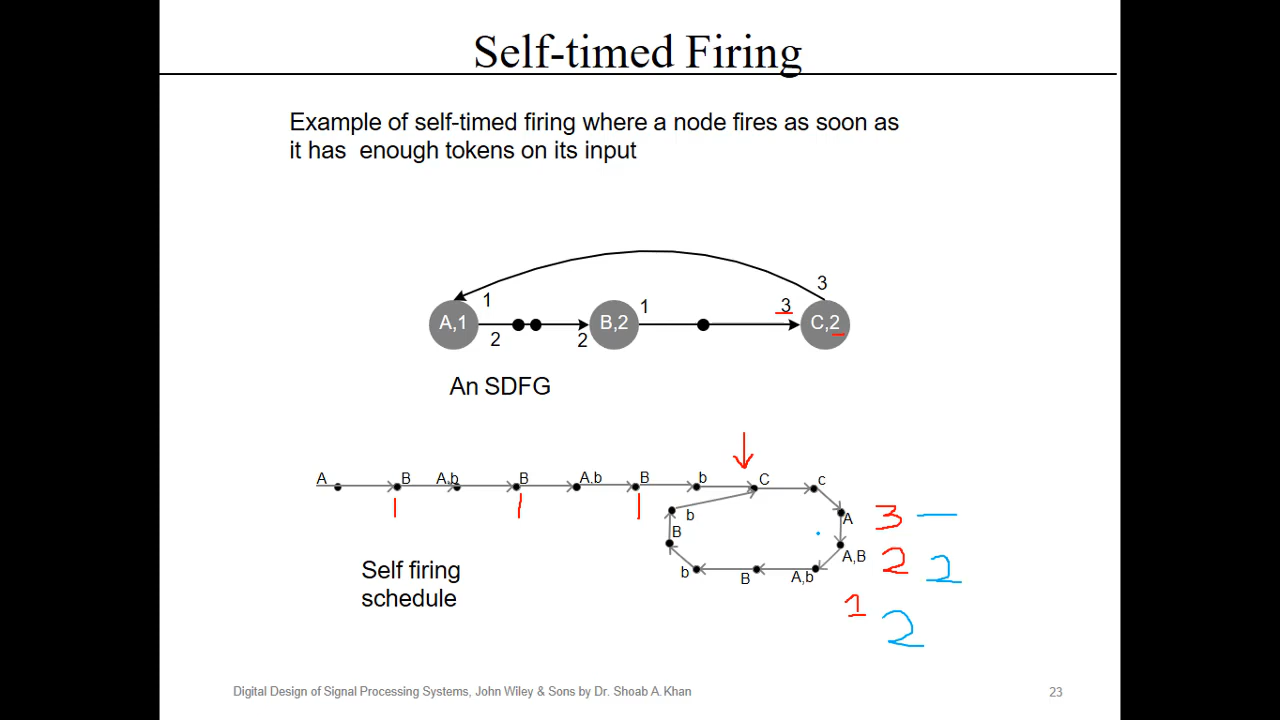 Self-timed Firing
Example of self-timed firing where a node fires as soon as
it has enough tokens on its input
3
1 1 3
A,1 B,2 C,2
2 2
An SDFG
A B A,b B A.b B b C c
A
3
b
B
A,B
2 2
b B A,b
1
2
Self firing
schedule
Digital Design of Signal Processing Systems, John Wiley & Sons by Dr. Shoab A. Khan
23